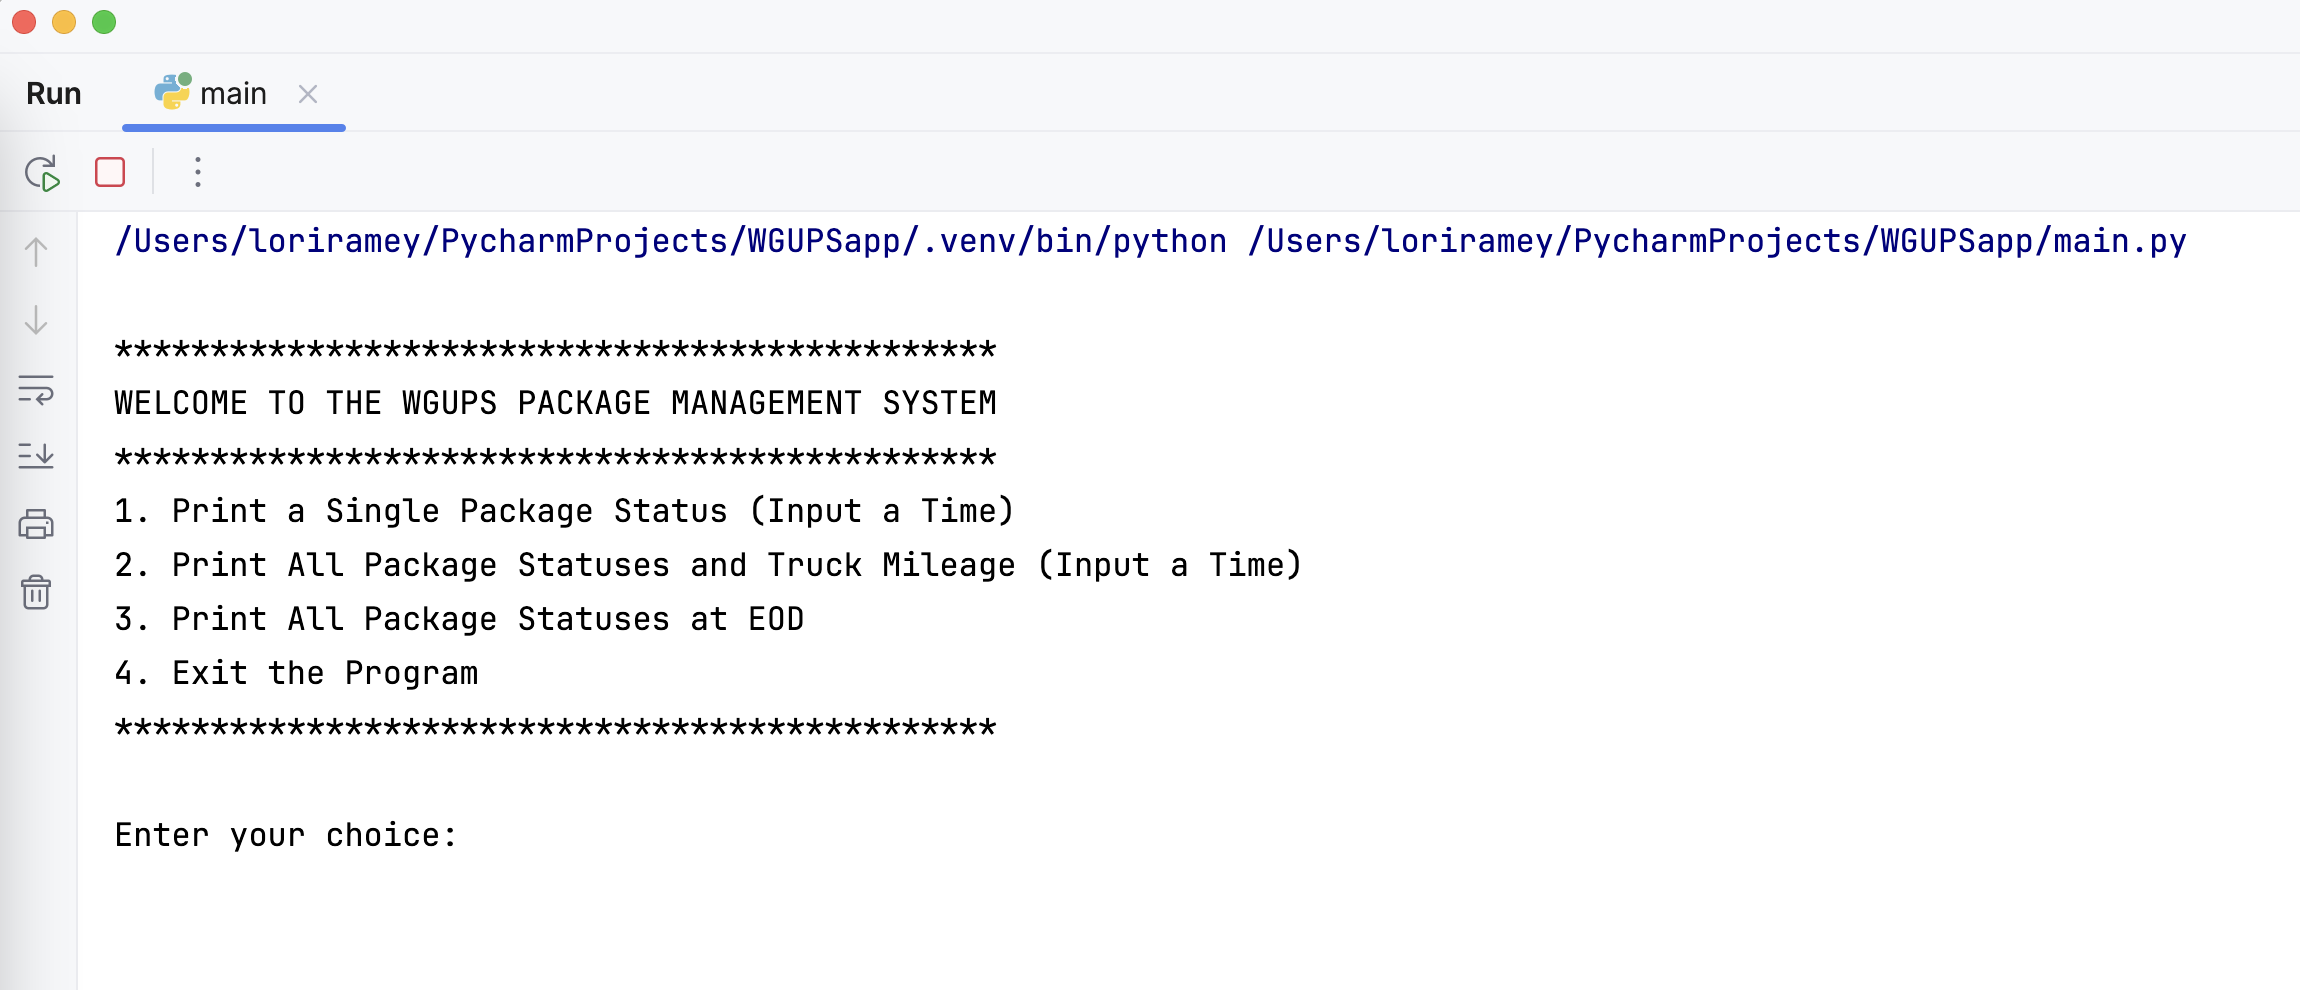 Run main
/Users/loriramey/PycharmProjects/WGUPSapp/.venv/bin/python /Users/loriramey/PycharmProjects/WGUPSapp/main.py
**********************************************
WELCOME TO THE WGUPS PACKAGE MANAGEMENT SYSTEM
**********************************************
1. Print a Single Package Status (Input a Time)
2. Print All Package Statuses and Truck Mileage (Input a Time)
3. Print All Package Statuses at EOD
4. Exit the Program
**********************************************
Enter your choice: